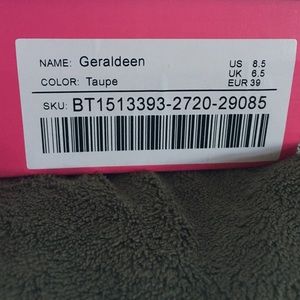 NAME: Geraldeen US 8.5
COLOR: Taupe UK 6.5
EUR 39
SKU: BT1513393-2720-29085